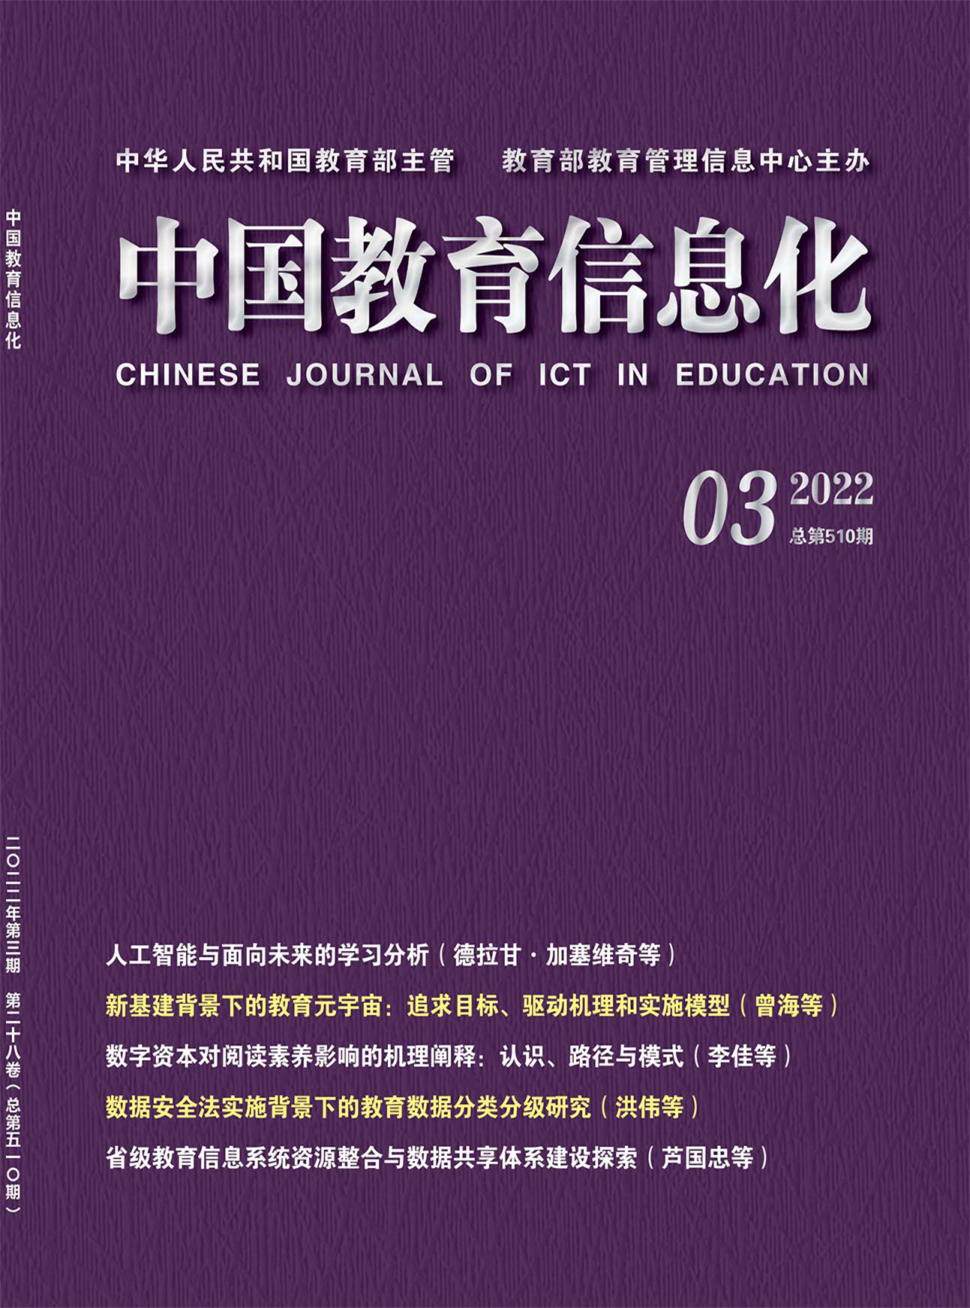 中华人民共和国教育部主管 教育部教育管理信息中心主办
中国教育信息化
CHINESE JOURNAL OF ICT IN EDUCATION
03
2022
总第510期
人工智能与面向未来的学习分析（德拉甘·加塞维奇等）
新基建背景下的教育元宇宙：追求目标、驱动机理和实施模型（曾海等）
数字资本对阅读素养影响的机理阐释：认识、路径与模式（李佳等）
数据安全法实施背景下的教育数据分类分级研究（洪伟等）
省级教育信息系统资源整合与数据共享体系建设探索（芦国忠等）
中国教育信息化
二〇二二年第三期 第二十八卷（总第五一〇期）